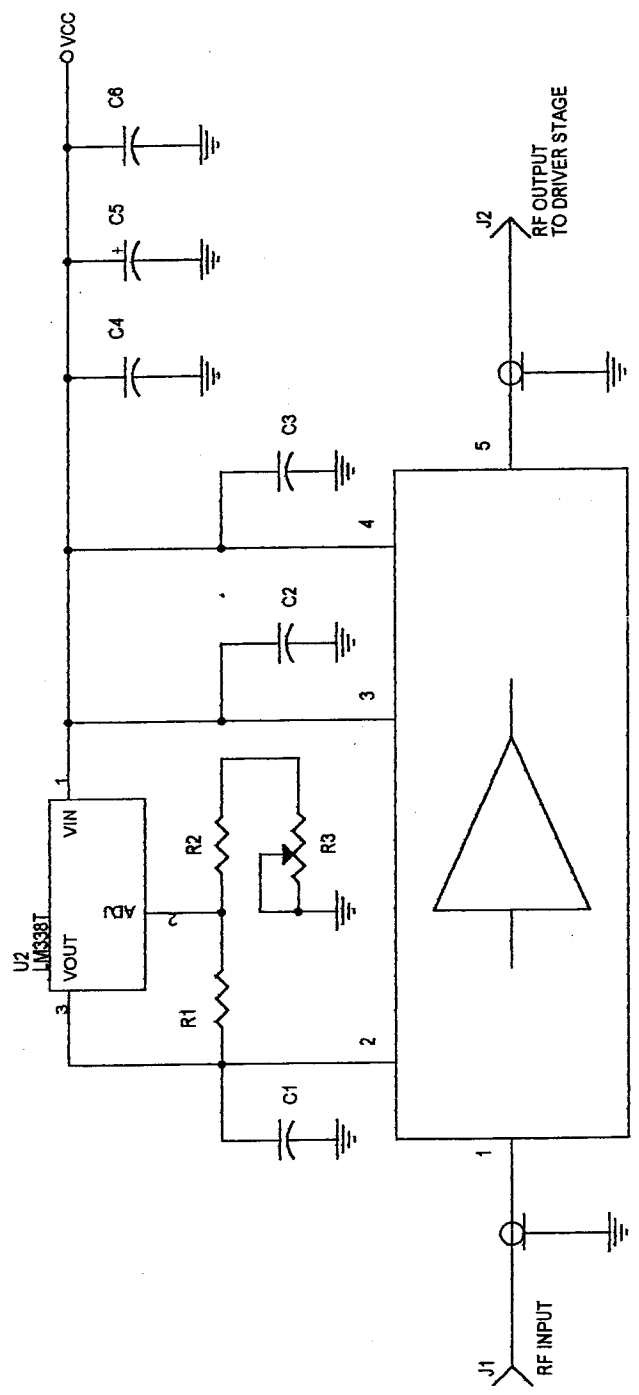 U2
LM338T
VOUT
VIN
ADJ
3
1
2
VCC
R1
R2
R3
C1
C2
C3
C4
C5
+
C6
2
3
4
1
5
J1
RF INPUT
J2
RF OUTPUT
TO DRIVER STAGE